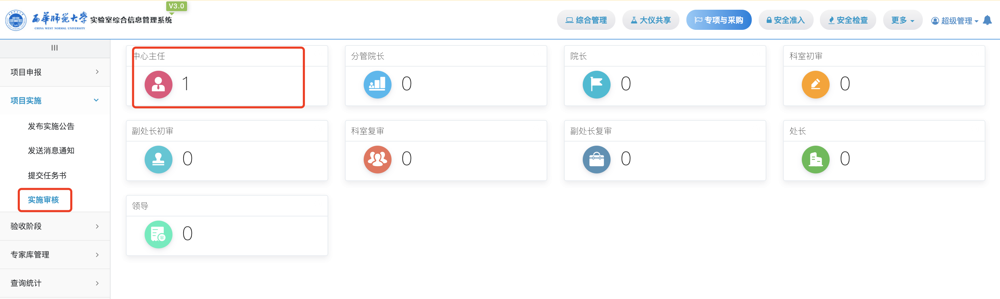 V3.0
西华师范大学 实验室综合信息管理系统
CHINA WEST NORMAL UNIVERSITY
综合管理 大仪共享 专项与采购 安全准入 安全检查 更多 超级管理
项目申报
项目实施
发布实施公告
发送消息通知
提交任务书
实施审核
验收阶段
专家库管理
查询统计
中心主任
1
分管院长
0
院长
0
科室初审
0
副处长初审
0
科室复审
0
副处长复审
0
处长
0
领导
审
0